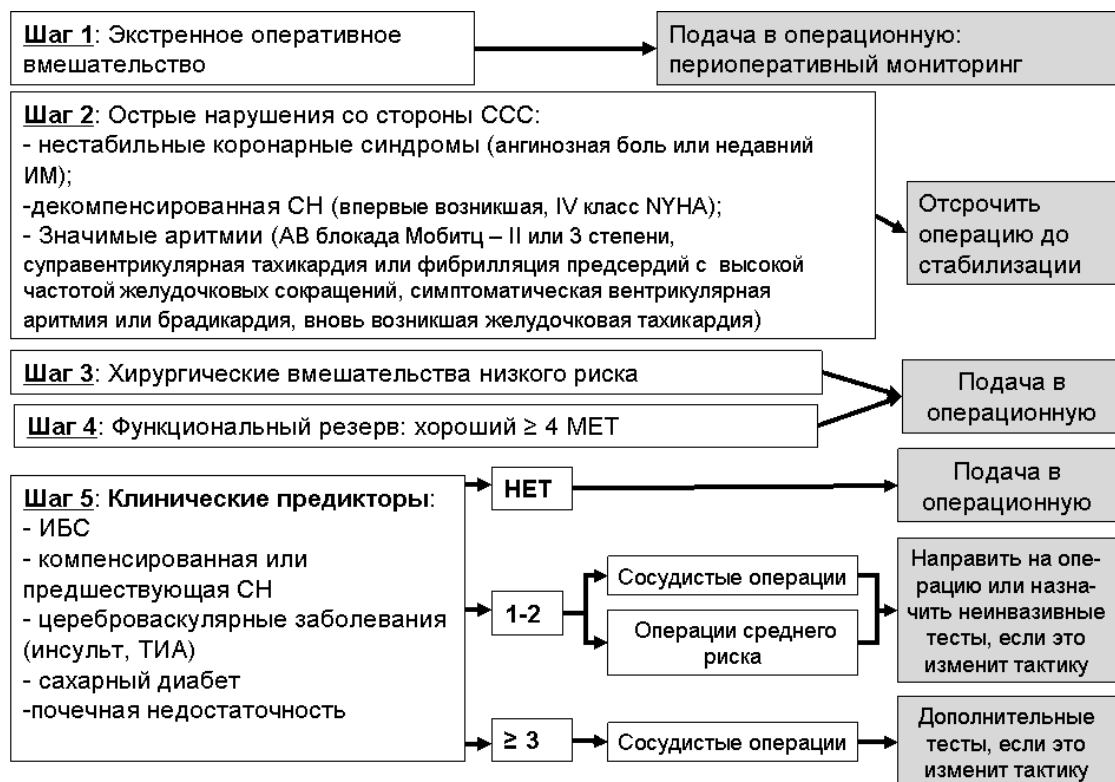 Шаг 1: Экстренное оперативное
вмешательство
Подача в операционную:
периоперативный мониторинг
Шаг 2: Острые нарушения со стороны ССС:
- нестабильные коронарные синдромы (ангинозная боль или недавний
ИМ);
-декомпенсированная СН (впервые возникшая, IV класс NYHA);
- Значимые аритмии (АВ блокада Мобитц – II или 3 степени,
суправентрикулярная тахикардия или фибрилляция предсердий с высокой
частотой желудочковых сокращений, симптоматическая вентрикулярная
аритмия или брадикардия, вновь возникшая желудочковая тахикардия)
Отсрочить
операцию до
стабилизации
Шаг 3: Хирургические вмешательства низкого риска
Шаг 4: Функциональный резерв: хороший ≥ 4 МЕТ
Подача в
операционную
Шаг 5: Клинические предикторы:
- ИБС
- компенсированная или
предшествующая СН
- цереброваскулярные заболевания
(инсульт, ТИА)
- сахарный диабет
-почечная недостаточность
НЕТ
Подача в
операционную
1-2
Сосудистые операции
Операции среднего
риска
Направить на опе-
рацию или назна-
чить неинвазивные
тесты, если это
изменит тактику
≥ 3
Сосудистые операции
Дополнительные
тесты, если это
изменит тактику